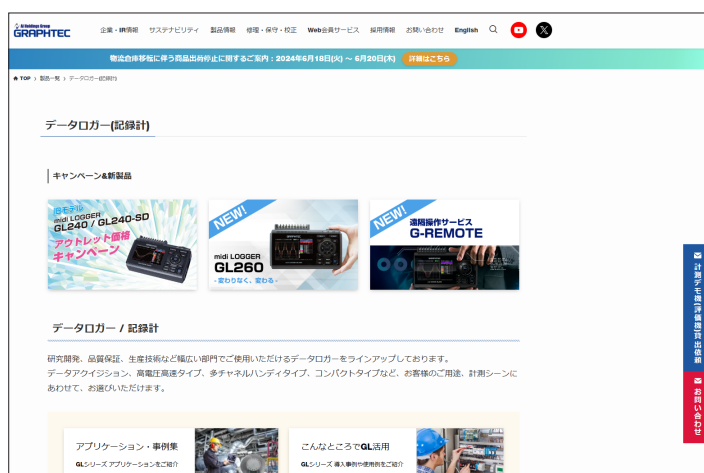 AI Holdings Group
GRAPHTEC
企業・IR情報 サステナビリティ 製品情報 修理・保守・校正 Web会員サービス 採用情報 お問い合わせ English
物流倉庫移転に伴う商品出荷停止に関するご案内：2024年6月18日(火) ～ 6月20日(木) 詳細はこちら
TOP 〉 製品一覧 〉 データロガー(記録計)
データロガー(記録計)
キャンペーン&新製品
旧モデル
midi LOGGER
GL240 / GL240-SD
アウトレット価格
キャンペーン
NEW!
midi LOGGER
GL260
- 変わりなく、変わる -
NEW!
遠隔操作サービス
G-REMOTE
データロガー / 記録計
研究開発、品質保証、生産技術など幅広い部門でご使用いただけるデータロガーをラインアップしております。
データアクイジション、高電圧高速タイプ、多チャネルハンディタイプ、コンパクトタイプなど、お客様のご用途、計測シーンに
あわせて、お選びいただけます。
アプリケーション・事例集
GLシリーズ アプリケーションをご紹介
こんなところでGL活用
GLシリーズ 導入事例や使用例をご紹介
計測デモ機(評価機)貸出依頼
お問い合わせ